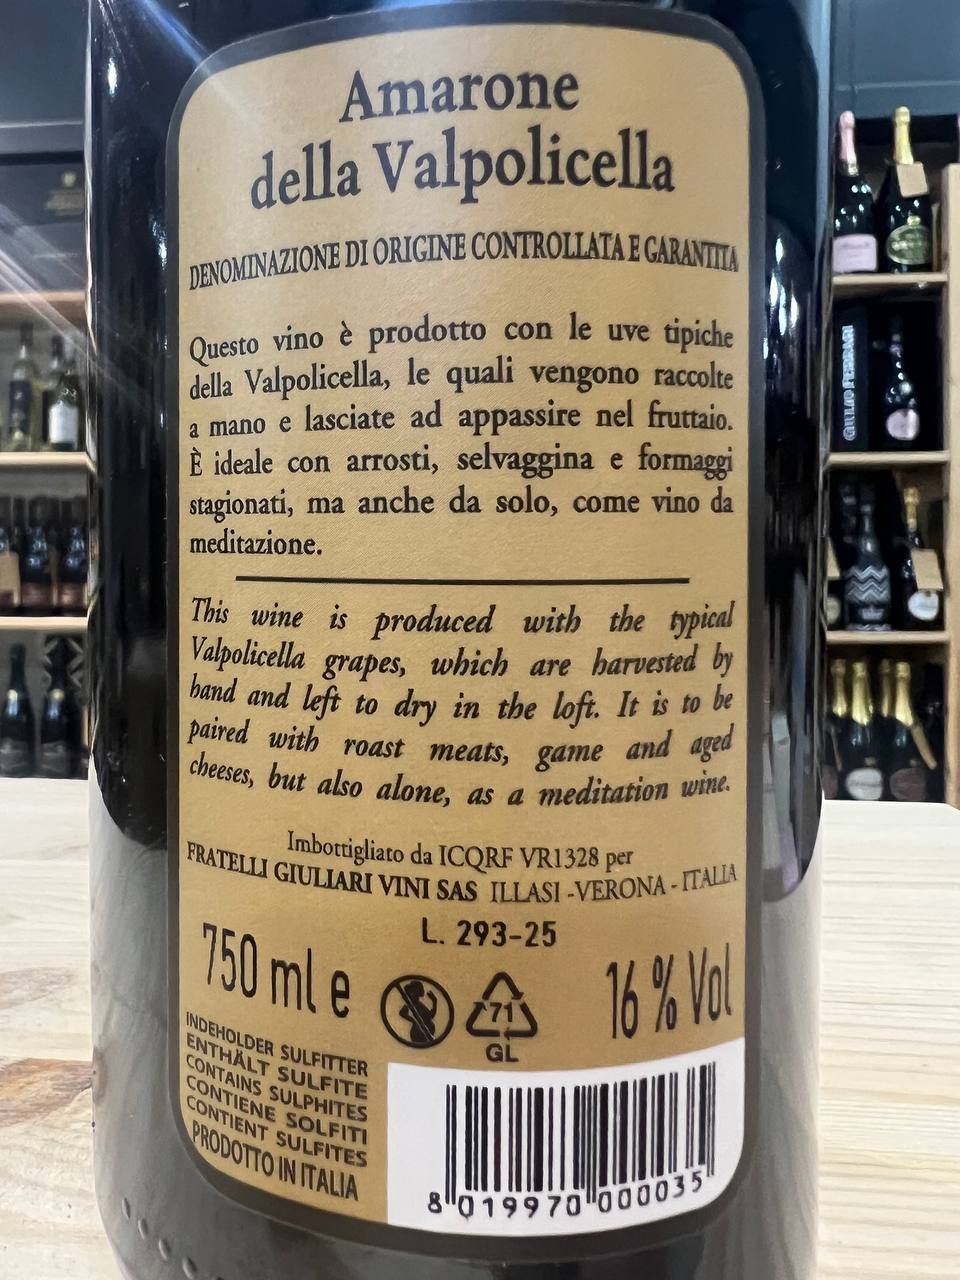 Amarone
della Valpolicella
DENOMINAZIONE DI ORIGINE CONTROLLATA E GARANTITA
Questo vino è prodotto con le uve tipiche
della Valpolicella, le quali vengono raccolte
a mano e lasciate ad appassire nel fruttaio.
È ideale con arrosti, selvaggina e formaggi
stagionati, ma anche da solo, come vino da
meditazione.
This wine is produced with the typical
Valpolicella grapes, which are harvested by
hand and left to dry in the loft. It is to be
paired with roast meats, game and aged
cheeses, but also alone, as a meditation wine.
Imbottigliato da ICQRF VR1328 per
FRATELLI GIULIARI VINI SAS ILLASI -VERONA - ITALIA
L. 293-25
750 ml e
16 % Vol
71
GL
INDEHOLDER SULFITTER
ENTHÄLT SULFITE
CONTAINS SULPHITES
CONTIENE SOLFITI
CONTIENT SULFITES
PRODOTTO IN ITALIA
8 019970 000035
GIULIO FERRARI